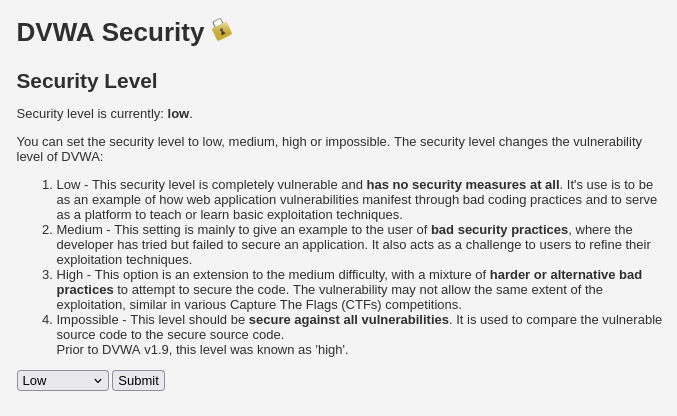 DVWA Security
Security Level
Security level is currently: low.
You can set the security level to low, medium, high or impossible. The security level changes the vulnerability
level of DVWA:
1. Low - This security level is completely vulnerable and has no security measures at all. It's use is to be
as an example of how web application vulnerabilities manifest through bad coding practices and to serve
as a platform to teach or learn basic exploitation techniques.
2. Medium - This setting is mainly to give an example to the user of bad security practices, where the
developer has tried but failed to secure an application. It also acts as a challenge to users to refine their
exploitation techniques.
3. High - This option is an extension to the medium difficulty, with a mixture of harder or alternative bad
practices to attempt to secure the code. The vulnerability may not allow the same extent of the
exploitation, similar in various Capture The Flags (CTFs) competitions.
4. Impossible - This level should be secure against all vulnerabilities. It is used to compare the vulnerable
source code to the secure source code.
Prior to DVWA v1.9, this level was known as 'high'.
Low Submit